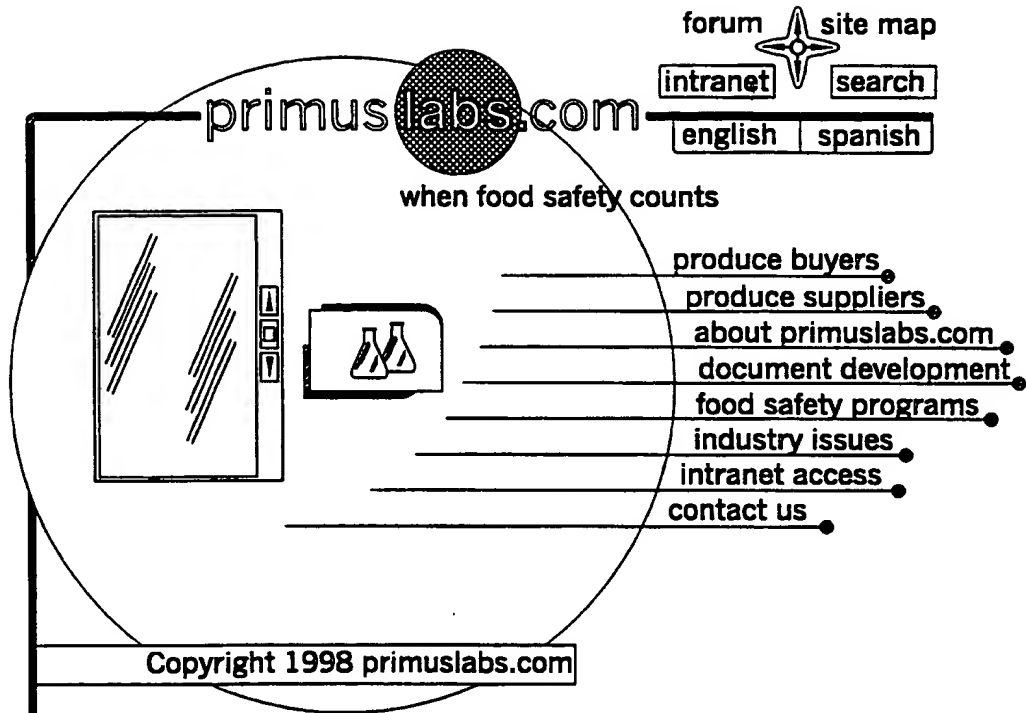 forum site map
intranet search
primuslabs.com
english spanish
when food safety counts
produce buyers
produce suppliers
about primuslabs.com
document development
food safety programs
industry issues
intranet access
contact us
Copyright 1998 primuslabs.com